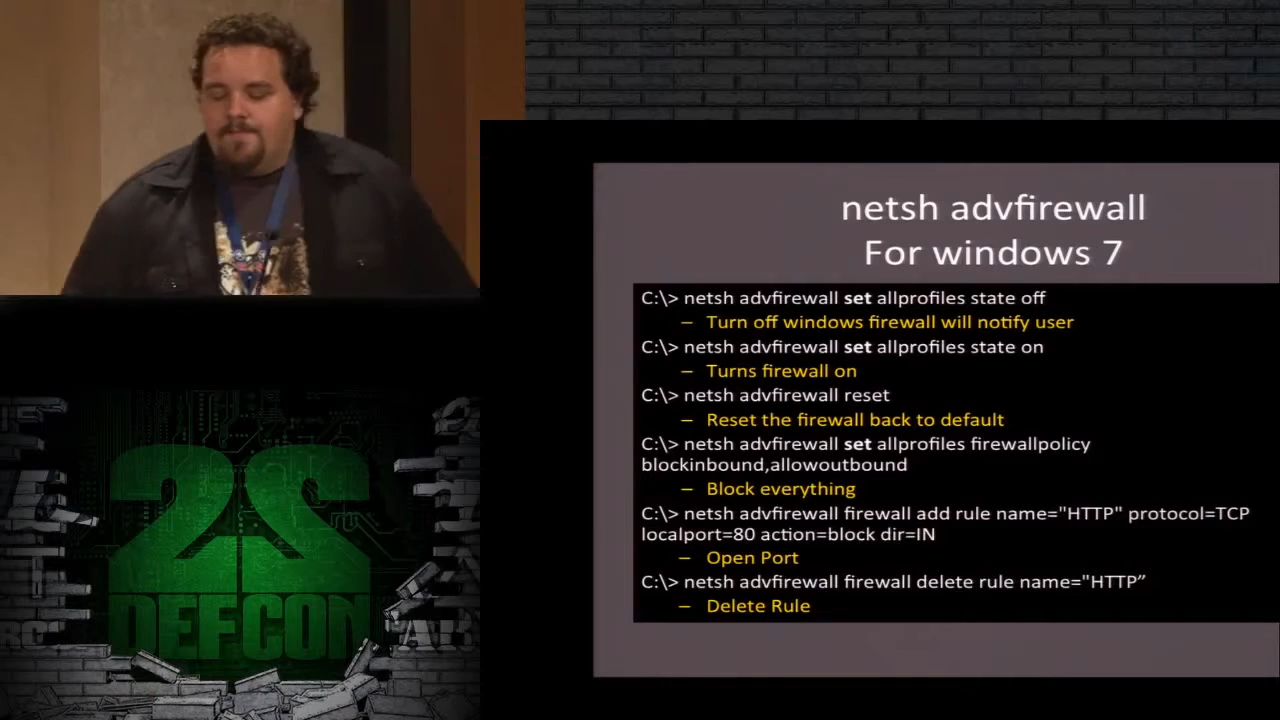 netsh advfirewall
For windows 7
C:\> netsh advfirewall set allprofiles state off
– Turn off windows firewall will notify user
C:\> netsh advfirewall set allprofiles state on
– Turns firewall on
C:\> netsh advfirewall reset
– Reset the firewall back to default
C:\> netsh advfirewall set allprofiles firewallpolicy
blockinbound,allowoutbound
– Block everything
C:\> netsh advfirewall firewall add rule name="HTTP" protocol=TCP
localport=80 action=block dir=IN
– Open Port
C:\> netsh advfirewall firewall delete rule name="HTTP”
– Delete Rule
22
DEFCON